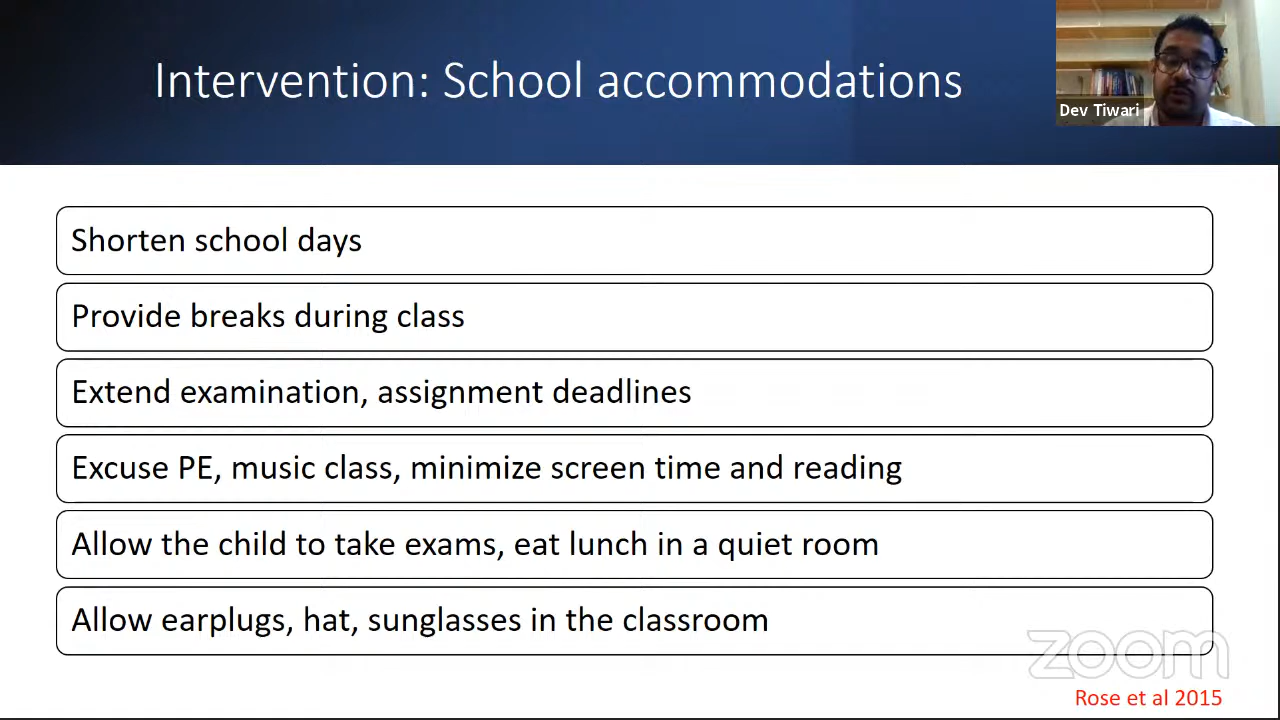 Intervention: School accommodations
Dev Tiwari
Shorten school days
Provide breaks during class
Extend examination, assignment deadlines
Excuse PE, music class, minimize screen time and reading
Allow the child to take exams, eat lunch in a quiet room
Allow earplugs, hat, sunglasses in the classroom
zoom
Rose et al 2015